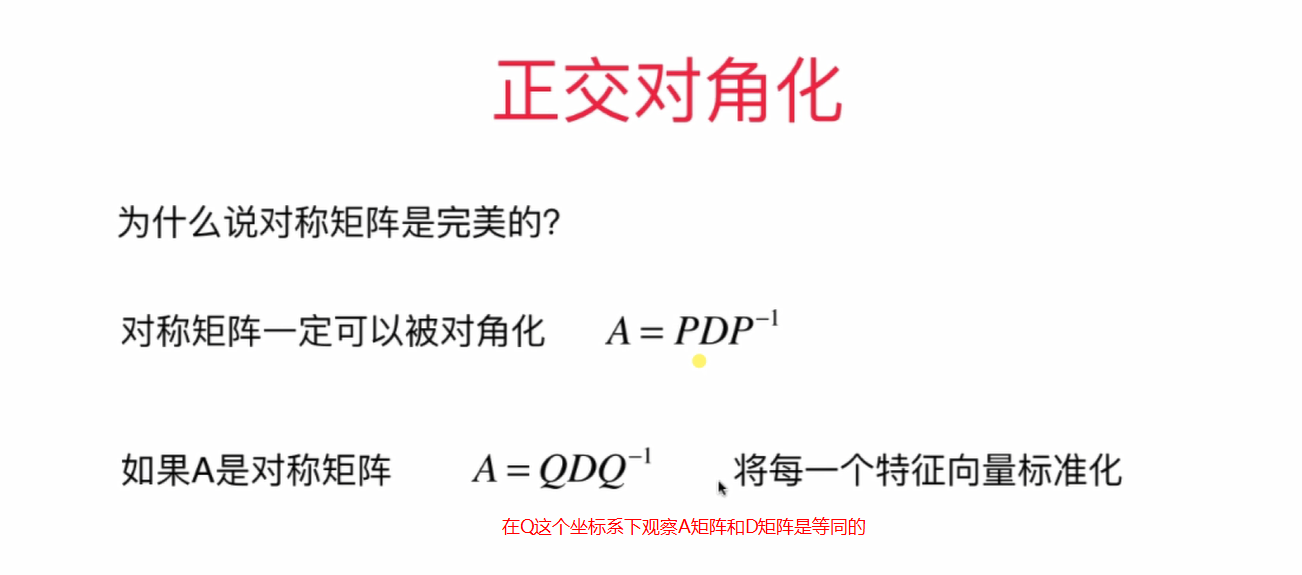 正交对角化
为什么说对称矩阵是完美的?
对称矩阵一定可以被对角化 A = PDP⁻¹
如果A是对称矩阵 A = QDQ⁻¹ 将每一个特征向量标准化
在Q这个坐标系下观察A矩阵和D矩阵是等同的